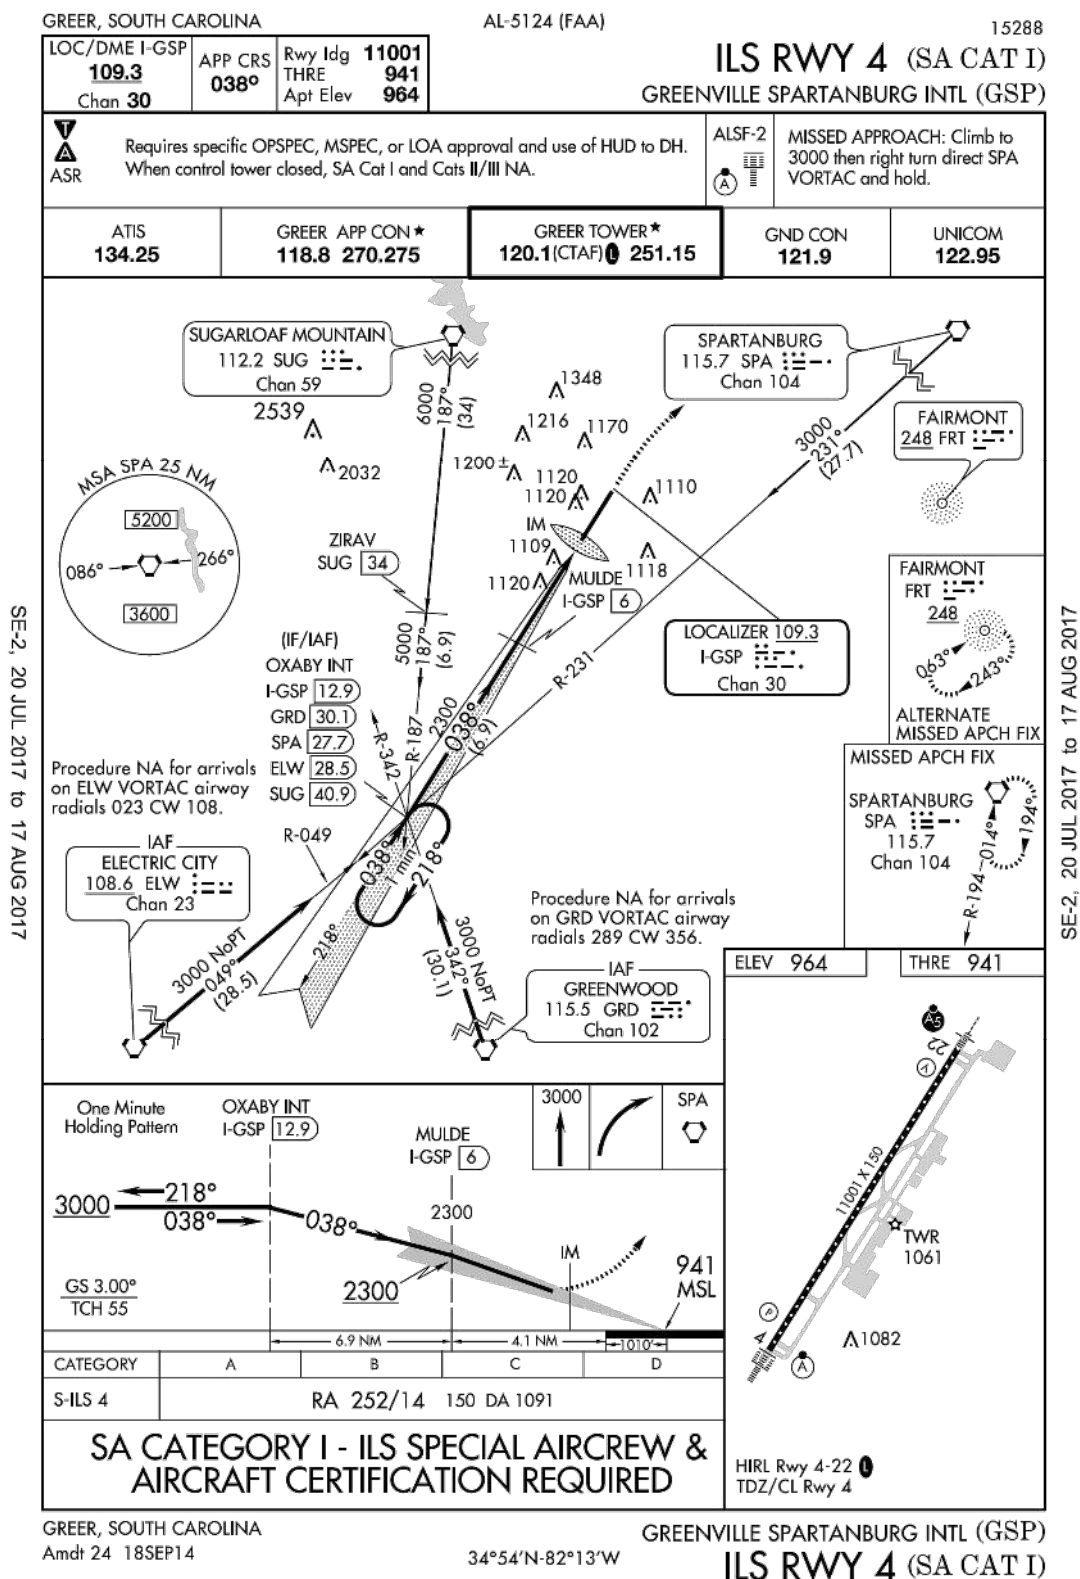 GREER, SOUTH CAROLINA
AL-5124 (FAA)
15288
LOC/DME I-GSP
109.3
Chan 30
APP CRS
038°
Rwy ldg 11001
THRE 941
Apt Elev 964
ILS RWY 4 (SA CAT I)
GREENVILLE SPARTANBURG INTL (GSP)
T
A
ASR
Requires specific OPSPEC, MSPEC, or LOA approval and use of HUD to DH.
When control tower closed, SA Cat I and Cats II/III NA.
ALSF-2
A
MISSED APPROACH: Climb to
3000 then right turn direct SPA
VORTAC and hold.
ATIS
134.25
GREER APP CON★
118.8 270.275
GREER TOWER★
120.1(CTAF) L 251.15
GND CON
121.9
UNICOM
122.95
SUGARLOAF MOUNTAIN
112.2 SUG
Chan 59
SPARTANBURG
115.7 SPA
Chan 104
FAIRMONT
248 FRT
6000
187°
(34)
3000
231°
(27.7)
2539
2032
1348
1216
1170
1200±
1120
1120
1110
IM
1109
1118
1120
MSA SPA 25 NM
5200
086°
266°
3600
ZIRAV
SUG 34
MULDE
I-GSP 6
5000
187°
(6.9)
R-231
LOCALIZER 109.3
I-GSP
Chan 30
FAIRMONT
FRT
248
063°
243°
ALTERNATE
MISSED APCH FIX
(IF/IAF)
OXABY INT
I-GSP 12.9
GRD 30.1
SPA 27.7
ELW 28.5
SUG 40.9
R-342
R-187
2300
038°
(6.9)
MISSED APCH FIX
SPARTANBURG
SPA
115.7
Chan 104
R-194
014°
194°
Procedure NA for arrivals
on ELW VORTAC airway
radials 023 CW 108.
R-049
IAF
ELECTRIC CITY
108.6 ELW
Chan 23
038°
1 min
218°
218°
3000 NoPT
049°
(28.5)
3000 NoPT
342°
(30.1)
Procedure NA for arrivals
on GRD VORTAC airway
radials 289 CW 356.
IAF
GREENWOOD
115.5 GRD
Chan 102
ELEV 964
THRE 941
A5
22
V
11001 X 150
TWR
1061
P
4
A
1082
HIRL Rwy 4-22 L
TDZ/CL Rwy 4
One Minute
Holding Pattern
OXABY INT
I-GSP 12.9
MULDE
I-GSP 6
3000
SPA
3000
218°
038°
038°
2300
2300
IM
941
MSL
GS 3.00°
TCH 55
6.9 NM
4.1 NM
1010'
CATEGORY A B C D
S-ILS 4 RA 252/14 150 DA 1091
SA CATEGORY I - ILS SPECIAL AIRCREW &
AIRCRAFT CERTIFICATION REQUIRED
GREER, SOUTH CAROLINA
Amdt 24 18SEP14
34°54'N-82°13'W
GREENVILLE SPARTANBURG INTL (GSP)
ILS RWY 4 (SA CAT I)
SE-2, 20 JUL 2017 to 17 AUG 2017
SE-2, 20 JUL 2017 to 17 AUG 2017